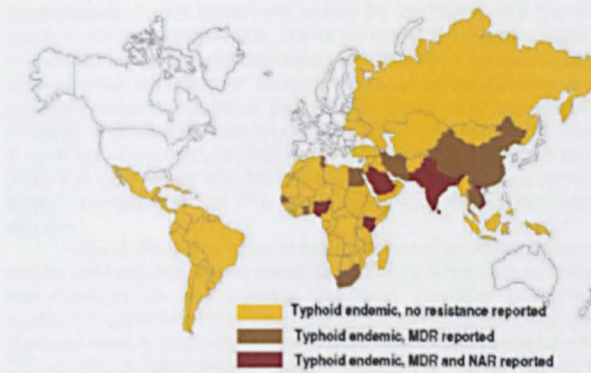 Typhoid endemic, no resistance reported
Typhoid endemic, MDR reported
Typhoid endemic, MDR and NAR reported